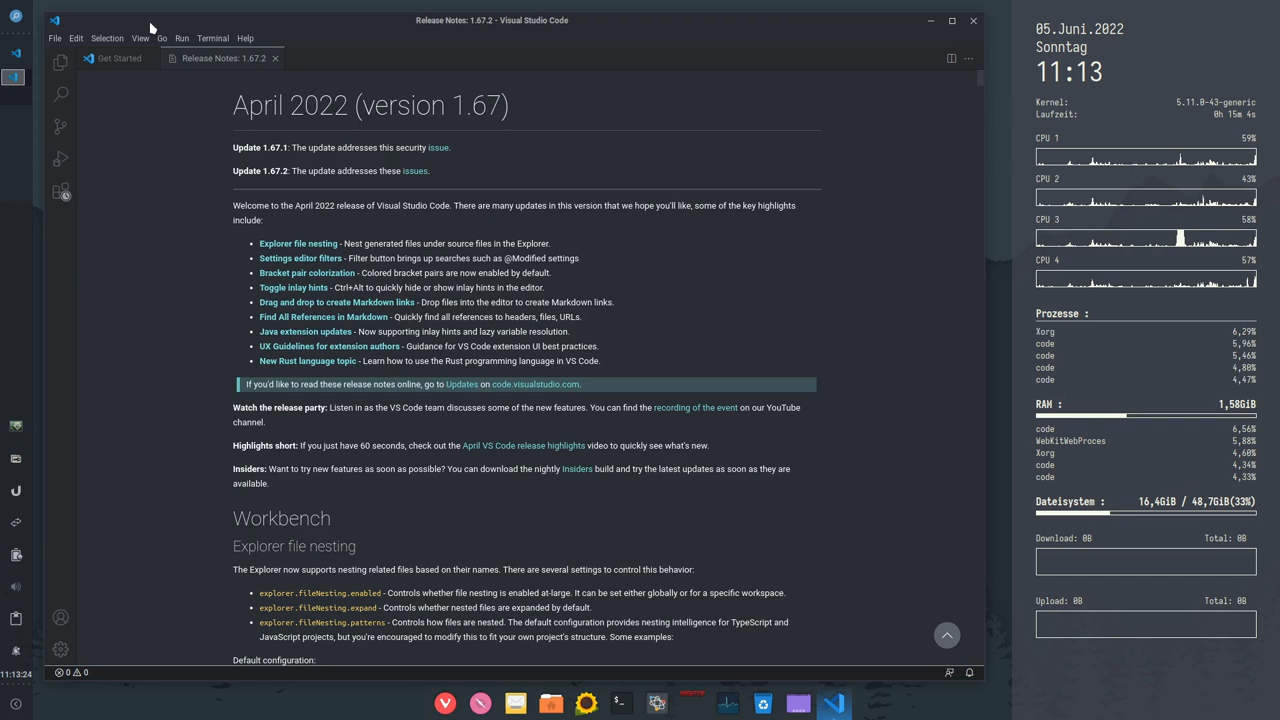 Release Notes: 1.67.2 - Visual Studio Code
File Edit Selection View Go Run Terminal Help
Get Started
Release Notes: 1.67.2
April 2022 (version 1.67)
Update 1.67.1: The update addresses this security issue.
Update 1.67.2: The update addresses these issues.
Welcome to the April 2022 release of Visual Studio Code. There are many updates in this version that we hope you'll like, some of the key highlights
include:
Explorer file nesting - Nest generated files under source files in the Explorer.
Settings editor filters - Filter button brings up searches such as @Modified settings
Bracket pair colorization - Colored bracket pairs are now enabled by default.
Toggle inlay hints - Ctrl+Alt to quickly hide or show inlay hints in the editor.
Drag and drop to create Markdown links - Drop files into the editor to create Markdown links.
Find All References in Markdown - Quickly find all references to headers, files, URLs.
Java extension updates - Now supporting inlay hints and lazy variable resolution.
UX Guidelines for extension authors - Guidance for VS Code extension UI best practices.
New Rust language topic - Learn how to use the Rust programming language in VS Code.
If you'd like to read these release notes online, go to Updates on code.visualstudio.com.
Watch the release party: Listen in as the VS Code team discusses some of the new features. You can find the recording of the event on our YouTube
channel.
Highlights short: If you just have 60 seconds, check out the April VS Code release highlights video to quickly see what's new.
Insiders: Want to try new features as soon as possible? You can download the nightly Insiders build and try the latest updates as soon as they are
available.
Workbench
Explorer file nesting
The Explorer now supports nesting related files based on their names. There are several settings to control this behavior:
explorer.fileNesting.enabled - Controls whether file nesting is enabled at-large. It can be set either globally or for a specific workspace.
explorer.fileNesting.expand - Controls whether nested files are expanded by default.
explorer.fileNesting.patterns - Controls how files are nested. The default configuration provides nesting intelligence for TypeScript and
JavaScript projects, but you're encouraged to modify this to fit your own project's structure. Some examples:
Default configuration:
0 0
11:13:24
05.Juni.2022
Sonntag
11:13
Kernel: 5.11.0-43-generic
Laufzeit: 0h 15m 4s
CPU 1 59%
CPU 2 43%
CPU 3 58%
CPU 4 57%
Prozesse :
Xorg 6,29%
code 5,96%
code 5,46%
code 4,80%
code 4,47%
RAM : 1,58GiB
code 6,56%
WebKitWebProces 5,88%
Xorg 4,60%
code 4,34%
code 4,33%
Dateisystem : 16,4GiB / 48,7GiB(33%)
Download: 0B Total: 0B
Upload: 0B Total: 0B